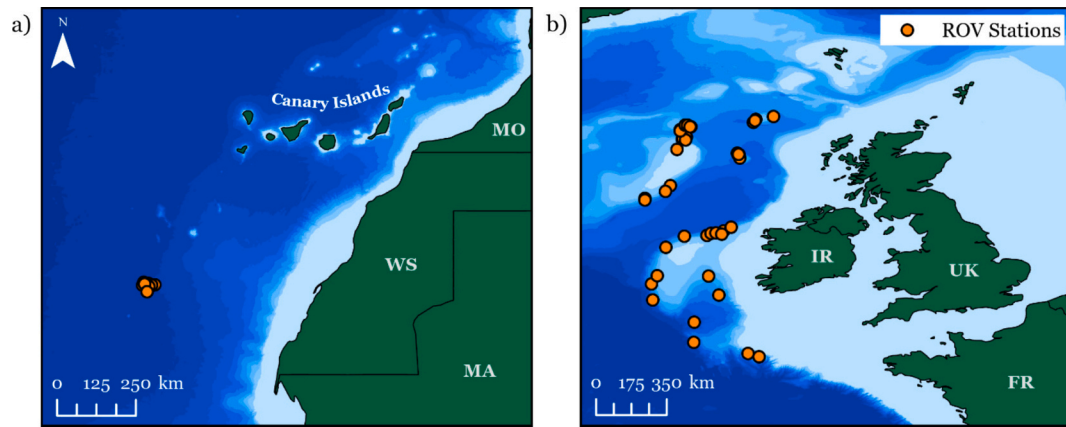 a)
N
Canary Islands
MO
WS
MA
0 125 250 km
b)
ROV Stations
IR
UK
FR
0 175 350 km